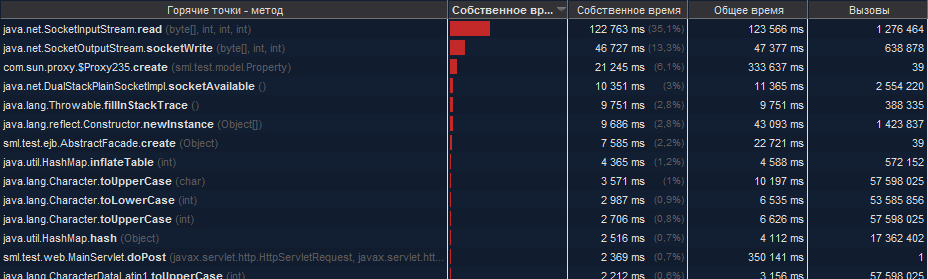 Горячие точки - метод Собственное вр... Собственное время Общее время Вызовы
java.net.SocketInputStream.read (byte[], int, int, int) 122 763 ms (35,1%) 123 566 ms 1 276 464
java.net.SocketOutputStream.socketWrite (byte[], int, int) 46 727 ms (13,3%) 47 377 ms 638 878
com.sun.proxy.$Proxy235.create (sml.test.model.Property) 21 245 ms (6,1%) 333 637 ms 39
java.net.DualStackPlainSocketImpl.socketAvailable () 10 351 ms (3%) 11 365 ms 2 554 220
java.lang.Throwable.fillInStackTrace () 9 751 ms (2,8%) 9 751 ms 388 335
java.lang.reflect.Constructor.newInstance (Object[]) 9 686 ms (2,8%) 43 093 ms 1 423 837
sml.test.ejb.AbstractFacade.create (Object) 7 585 ms (2,2%) 22 721 ms 39
java.util.HashMap.inflateTable (int) 4 365 ms (1,2%) 4 588 ms 572 152
java.lang.Character.toUpperCase (char) 3 571 ms (1%) 10 197 ms 57 598 025
java.lang.Character.toLowerCase (int) 2 987 ms (0,9%) 6 535 ms 53 585 856
java.lang.Character.toUpperCase (int) 2 706 ms (0,8%) 6 626 ms 57 598 025
java.util.HashMap.hash (Object) 2 516 ms (0,7%) 4 112 ms 17 362 402
sml.test.web.MainServlet.doPost (javax.servlet.http.HttpServletRequest, javax.servlet.htt... 2 369 ms (0,7%) 350 141 ms 1
java.lang.CharacterDataLatin1.toUpperCase (int) 2 212 ms (0,6%) 3 156 ms 57 598 025